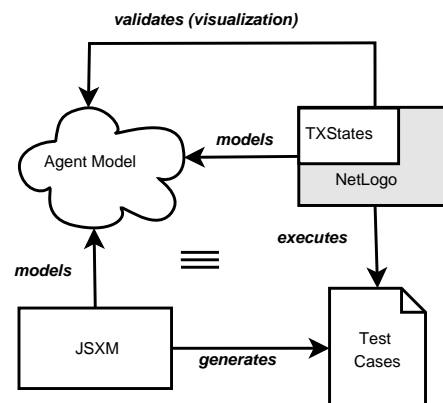 validates (visualization)
TXStates
Agent Model
models
NetLogo
executes
models
JSXM
generates
Test
Cases